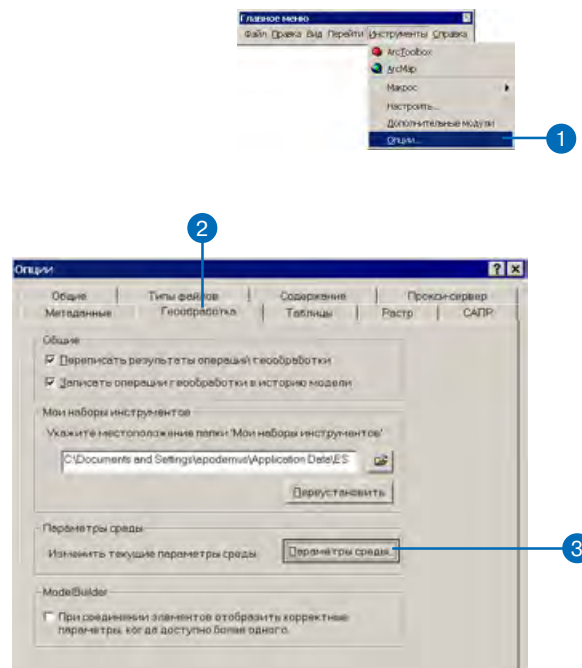 Главное меню
Файл Правка Вид Перейти Инструменты Справка
ArcToolbox
ArcMap
Макрос
Настроить...
Дополнительные модули
Опции...
1
2
Опции
Общие Типы файлов Содержание Прокси-сервер
Метаданные Геообработка Таблицы Растр САПР
Общие
Переписать результаты операций геообработки
Записать операции геообработки в историю модели
Мои наборы инструментов
Укажите местоположение папки 'Мои наборы инструментов'
C:\Documents and Settings\apodemus\Application Data\ES
Переустановить
Параметры среды
Изменить текущие параметры среды
Параметры среды...
3
ModelBuilder
При соединении элементов отобразить корректные
параметры, когда доступно более одного.